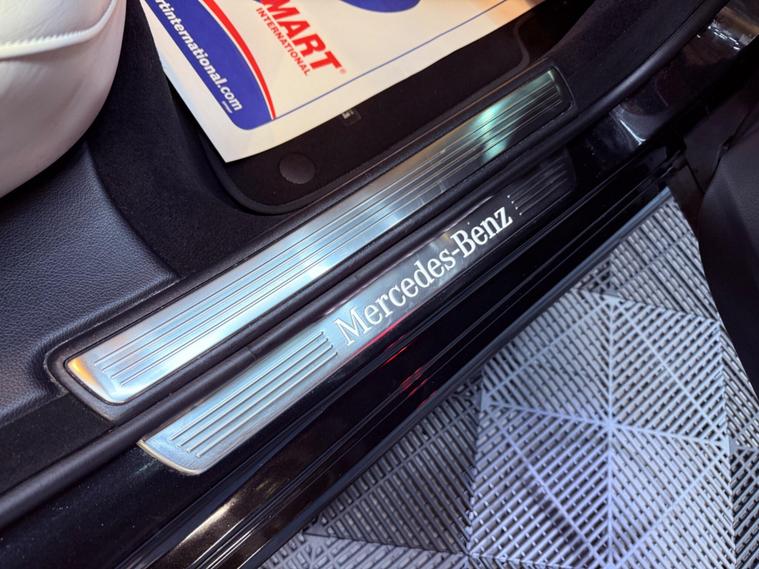 MART®
INTERNATIONAL
rtinternational.com
Mercedes-Benz